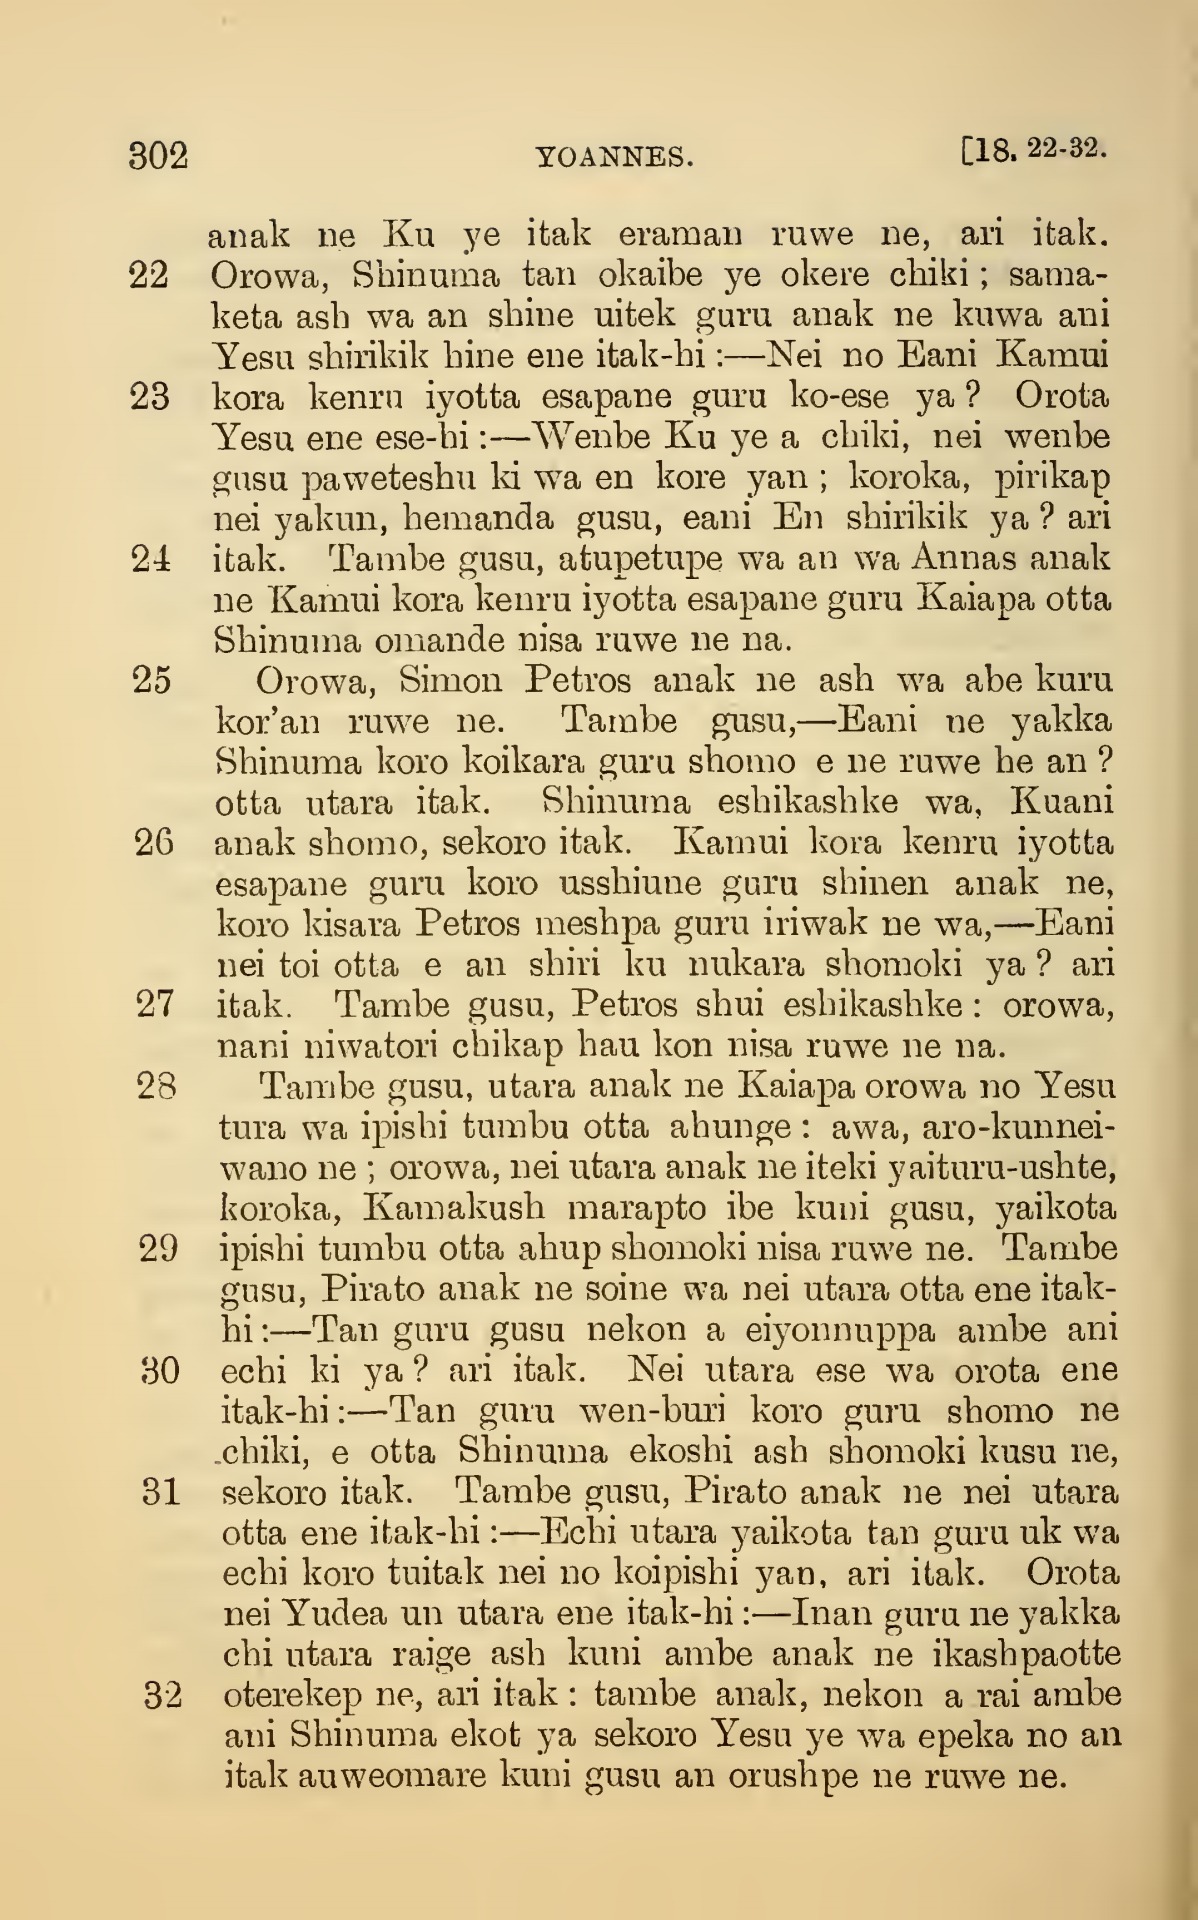 302 YOANNES. [18. 22-32.
anak ne Ku ye itak eraman ruwe ne, ari itak.
22 Orowa, Shinuma tan okaibe ye okere chiki ; sama-
keta ash wa an shine uitek guru anak ne kuwa ani
Yesu shirikik hine ene itak-hi :—Nei no Eani Kamui
23 kora kenru iyotta esapane guru ko-ese ya ? Orota
Yesu ene ese-hi :—Wenbe Ku ye a chiki, nei wenbe
gusu paweteshu ki wa en kore yan ; koroka, pirikap
nei yakun, hemanda gusu, eani En shirikik ya ? ari
24 itak. Tambe gusu, atupetupe wa an wa Annas anak
ne Kamui kora kenru iyotta esapane guru Kaiapa otta
Shinuma omande nisa ruwe ne na.
25 Orowa, Simon Petros anak ne ash wa abe kuru
kor'an ruwe ne. Tambe gusu,—Eani ne yakka
Shinuma koro koikara guru shomo e ne ruwe he an ?
otta utara itak. Shinuma eshikashke wa, Kuani
26 anak shomo, sekoro itak. Kamui kora kenru iyotta
esapane guru koro usshiune guru shinen anak ne,
koro kisara Petros meshpa guru iriwak ne wa,—Eani
nei toi otta e an shiri ku nukara shomoki ya ? ari
27 itak. Tambe gusu, Petros shui eshikashke : orowa,
nani niwatori chikap hau kon nisa ruwe ne na.
28 Tambe gusu, utara anak ne Kaiapa orowa no Yesu
tura wa ipishi tumbu otta ahunge : awa, aro-kunnei-
wano ne ; orowa, nei utara anak ne iteki yaituru-ushte,
koroka, Kamakush marapto ibe kuni gusu, yaikota
29 ipishi tumbu otta ahup shomoki nisa ruwe ne. Tambe
gusu, Pirato anak ne soine wa nei utara otta ene itak-
hi :—Tan guru gusu nekon a eiyonnuppa ambe ani
30 echi ki ya ? ari itak. Nei utara ese wa orota ene
itak-hi :—Tan guru wen-buri koro guru shomo ne
chiki, e otta Shinuma ekoshi ash shomoki kusu ne,
31 sekoro itak. Tambe gusu, Pirato anak ne nei utara
otta ene itak-hi :—Echi utara yaikota tan guru uk wa
echi koro tuitak nei no koipishi yan, ari itak. Orota
nei Yudea un utara ene itak-hi :—Inan guru ne yakka
chi utara raige ash kuni ambe anak ne ikashpaotte
32 oterekep ne, ari itak : tambe anak, nekon a rai ambe
ani Shinuma ekot ya sekoro Yesu ye wa epeka no an
itak auweomare kuni gusu an orushpe ne ruwe ne.